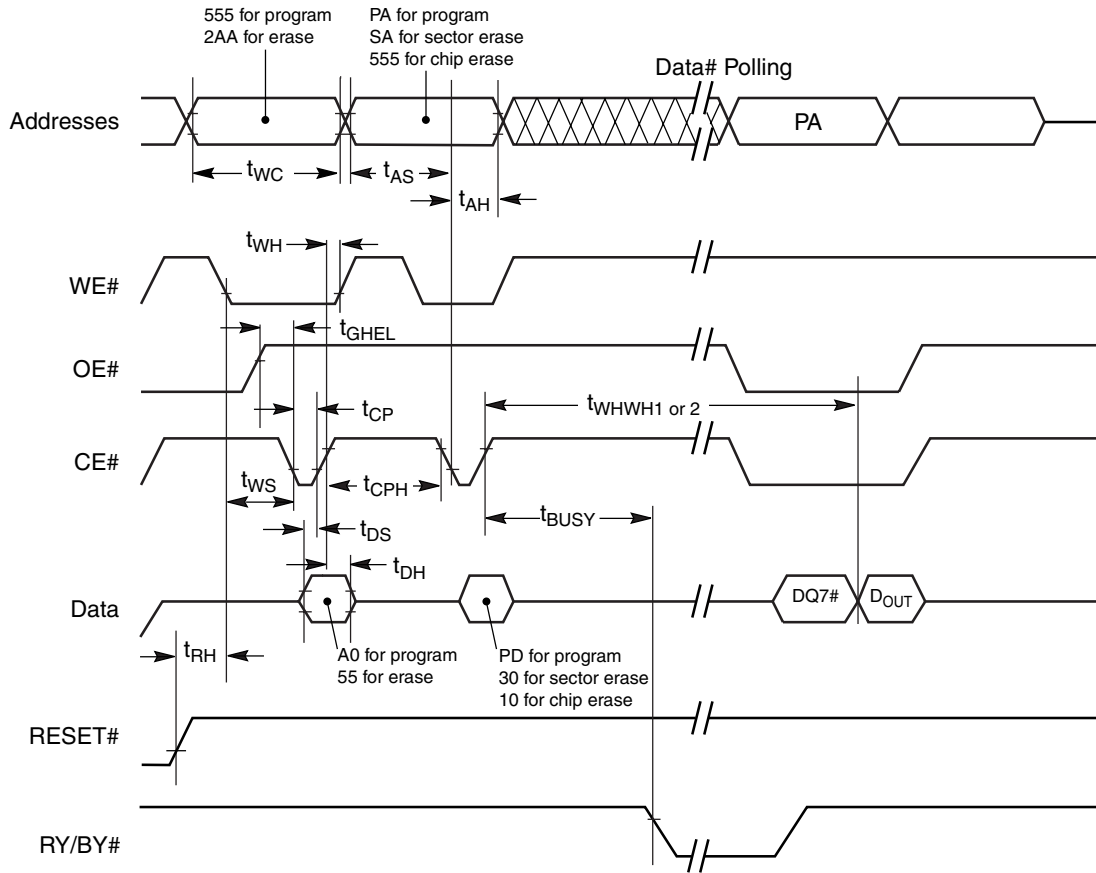 555 for program
2AA for erase
PA for program
SA for sector erase
555 for chip erase
Data# Polling
Addresses
PA
tWC
tAS
tAH
tWH
WE#
tGHEL
OE#
tWHWH1 or 2
tCP
CE#
tWS
tCPH
tBUSY
tDS
tDH
Data
DQ7#
DOUT
tRH
A0 for program
55 for erase
PD for program
30 for sector erase
10 for chip erase
RESET#
RY/BY#